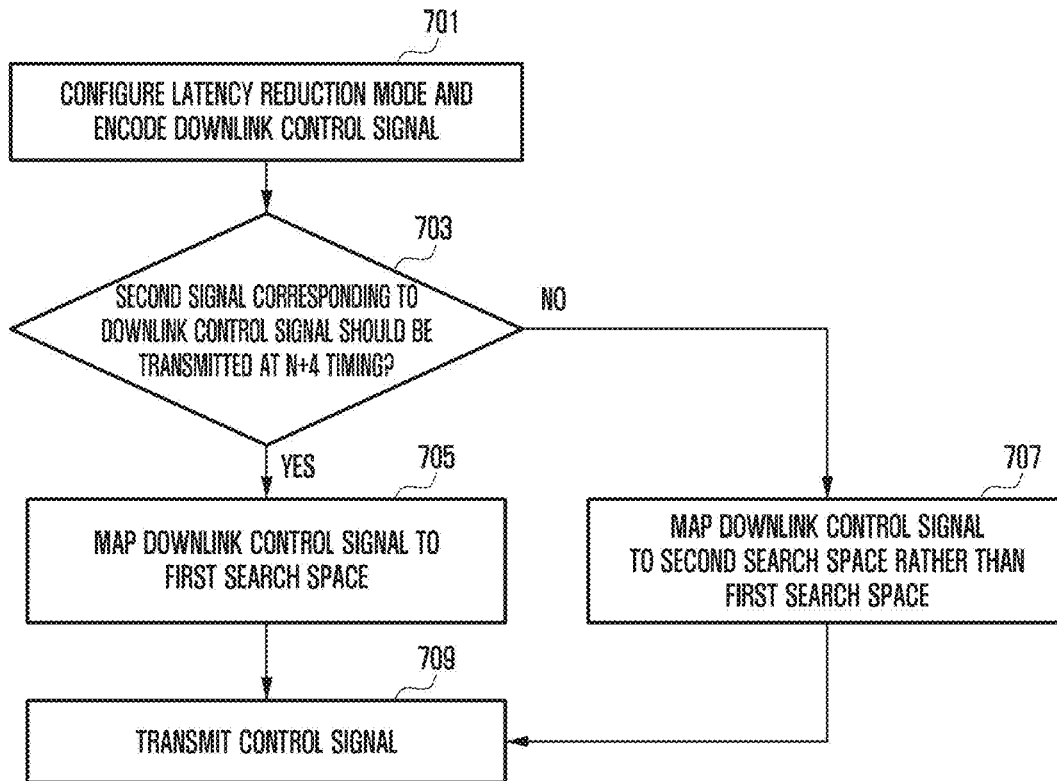 701
CONFIGURE LATENCY REDUCTION MODE AND
ENCODE DOWNLINK CONTROL SIGNAL
703
SECOND SIGNAL CORRESPONDING TO
DOWNLINK CONTROL SIGNAL SHOULD BE
TRANSMITTED AT N+4 TIMING?
NO
YES
705
MAP DOWNLINK CONTROL SIGNAL TO
FIRST SEARCH SPACE
707
MAP DOWNLINK CONTROL SIGNAL
TO SECOND SEARCH SPACE RATHER THAN
FIRST SEARCH SPACE
709
TRANSMIT CONTROL SIGNAL